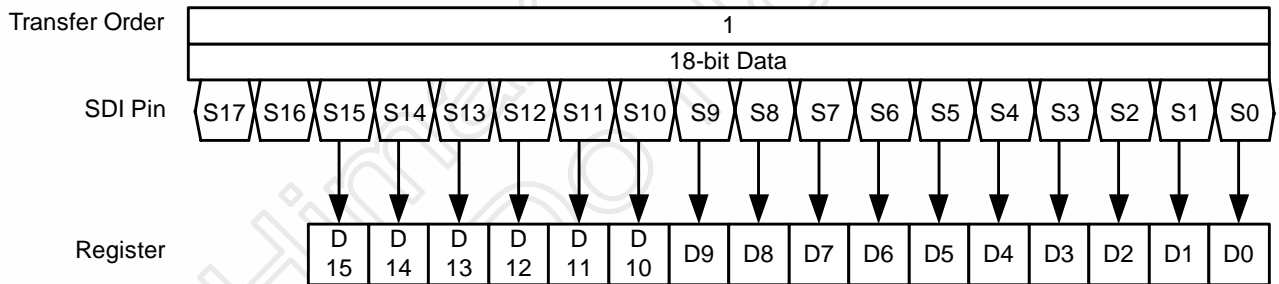 Transfer Order 1
18-bit Data
SDI Pin S17 S16 S15 S14 S13 S12 S11 S10 S9 S8 S7 S6 S5 S4 S3 S2 S1 S0
Register D 15 D 14 D 13 D 12 D 11 D 10 D9 D8 D7 D6 D5 D4 D3 D2 D1 D0